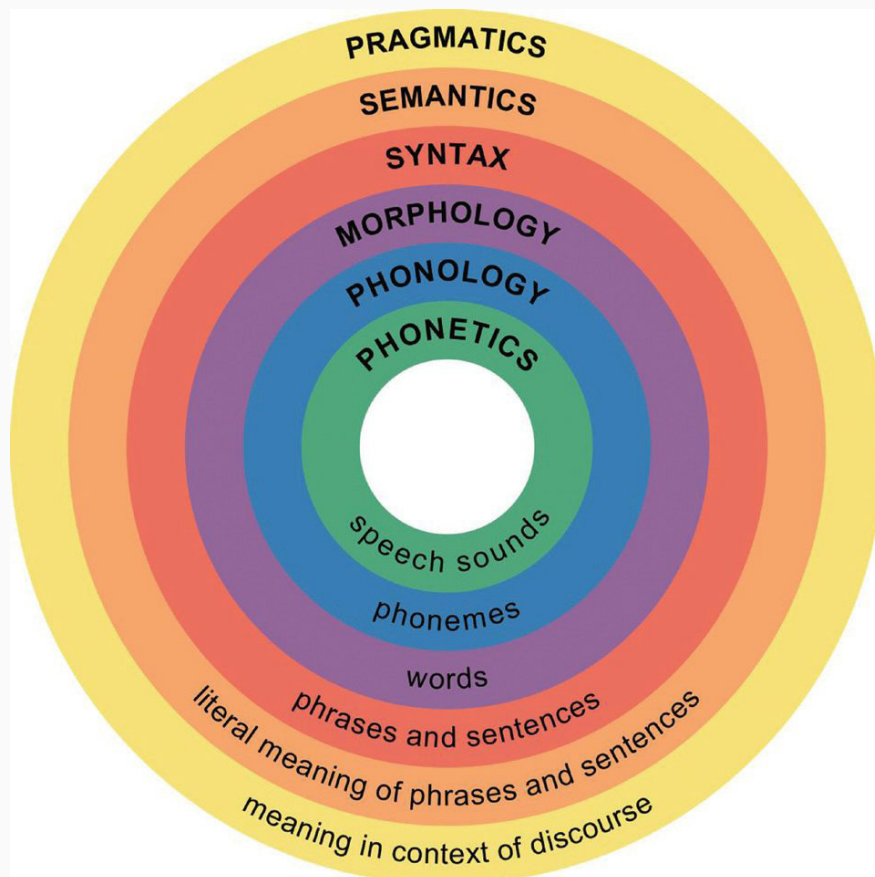 PRAGMATICS
SEMANTICS
SYNTAX
MORPHOLOGY
PHONOLOGY
PHONETICS
speech sounds
phonemes
words
phrases and sentences
literal meaning of phrases and sentences
meaning in context of discourse